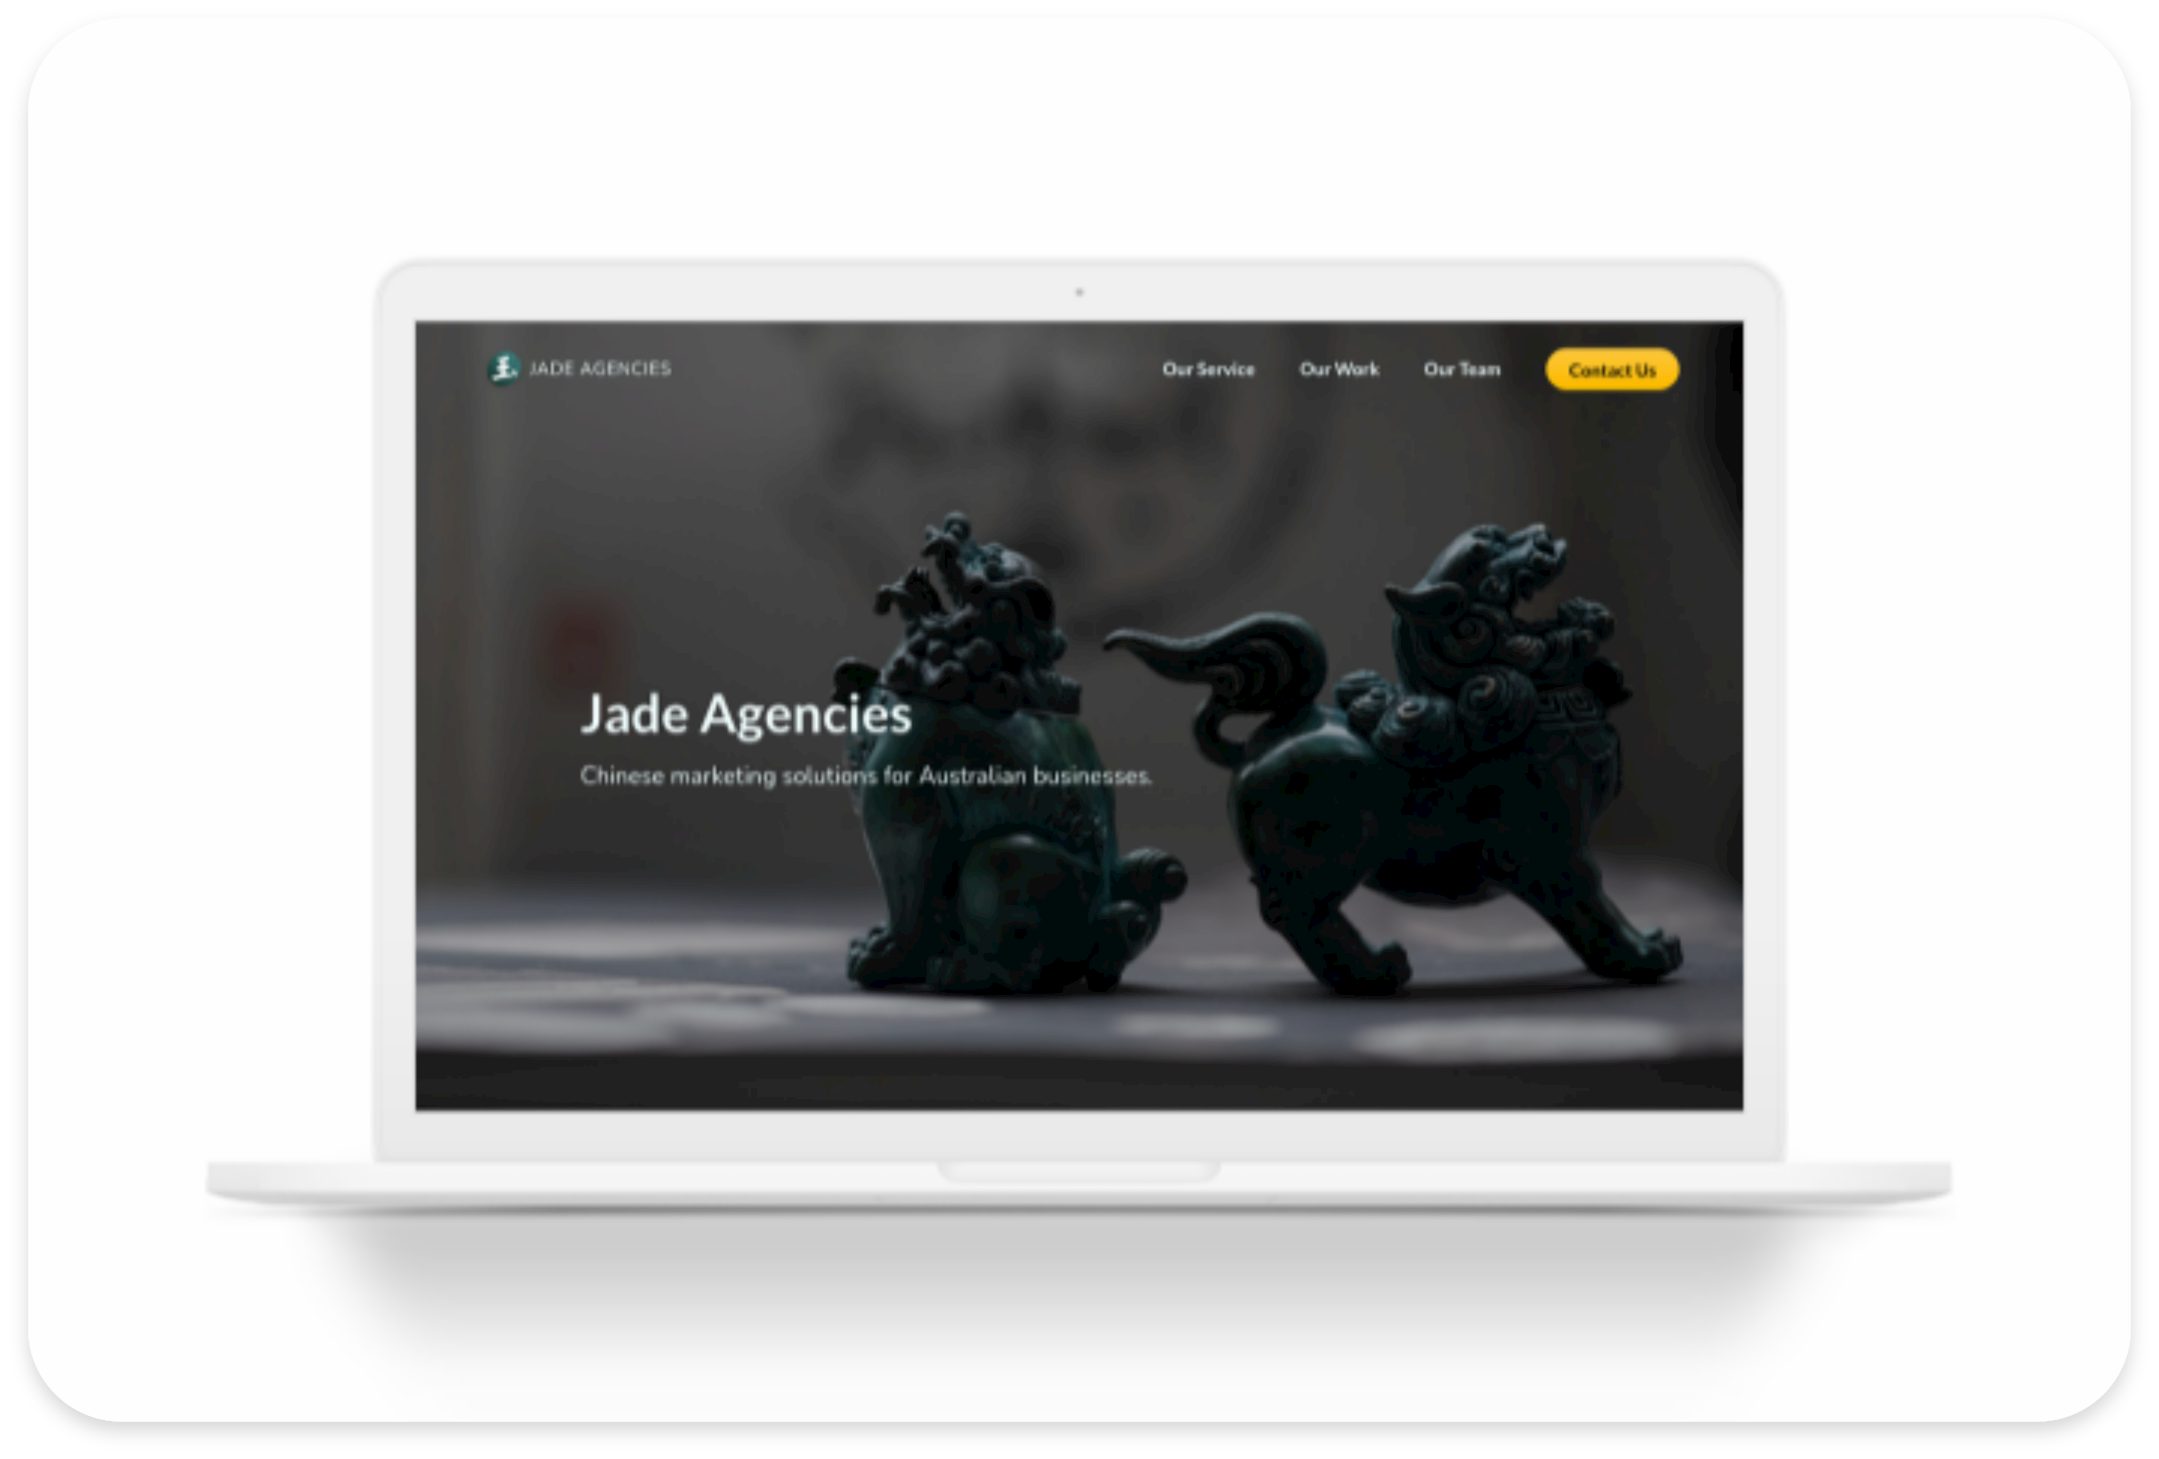 JADE AGENCIES
Our Service
Our Work
Our Team
Contact Us
Jade Agencies
Chinese marketing solutions for Australian businesses.